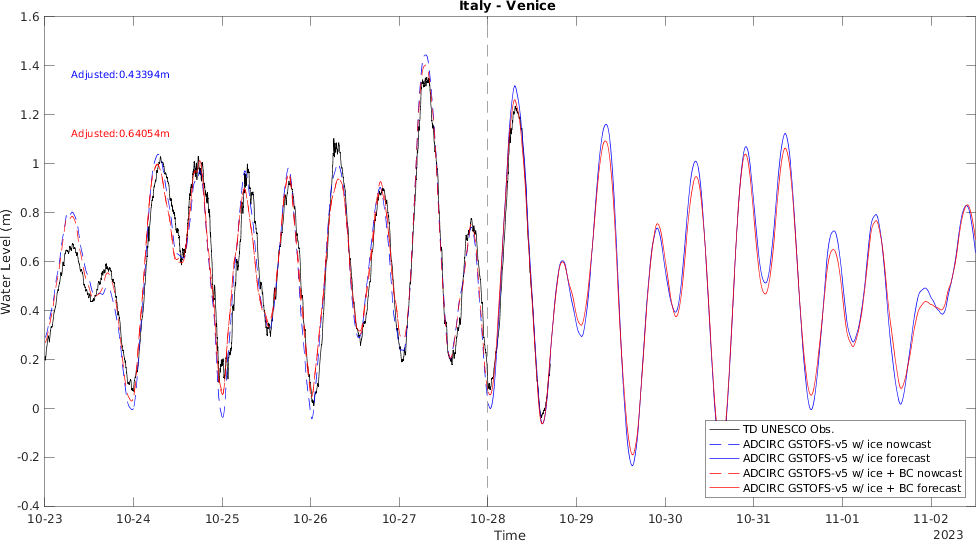 Italy - Venice
1.6
1.4
1.2
1
0.8
0.6
0.4
0.2
0
-0.2
-0.4
Water Level (m)
Adjusted:0.43394m
Adjusted:0.64054m
TD UNESCO Obs.
ADCIRC GSTOFS-v5 w/ ice nowcast
ADCIRC GSTOFS-v5 w/ ice forecast
ADCIRC GSTOFS-v5 w/ ice + BC nowcast
ADCIRC GSTOFS-v5 w/ ice + BC forecast
10-23 10-24 10-25 10-26 10-27 10-28 10-29 10-30 10-31 11-01 11-02
Time
2023